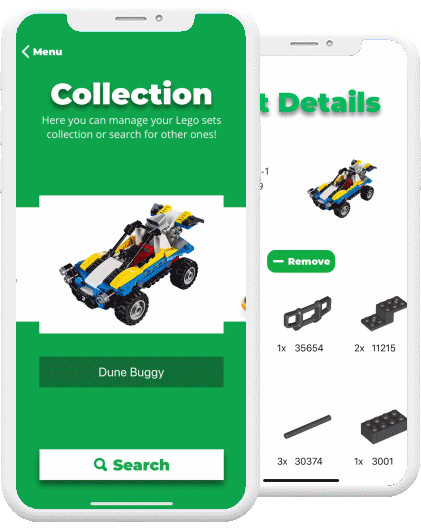 Menu
Collection
Here you can manage your Lego sets
collection or search for other ones!
Dune Buggy
Search
t Details
-1
9
Remove
1x 35654
2x 11215
3x 30374
1x 3001